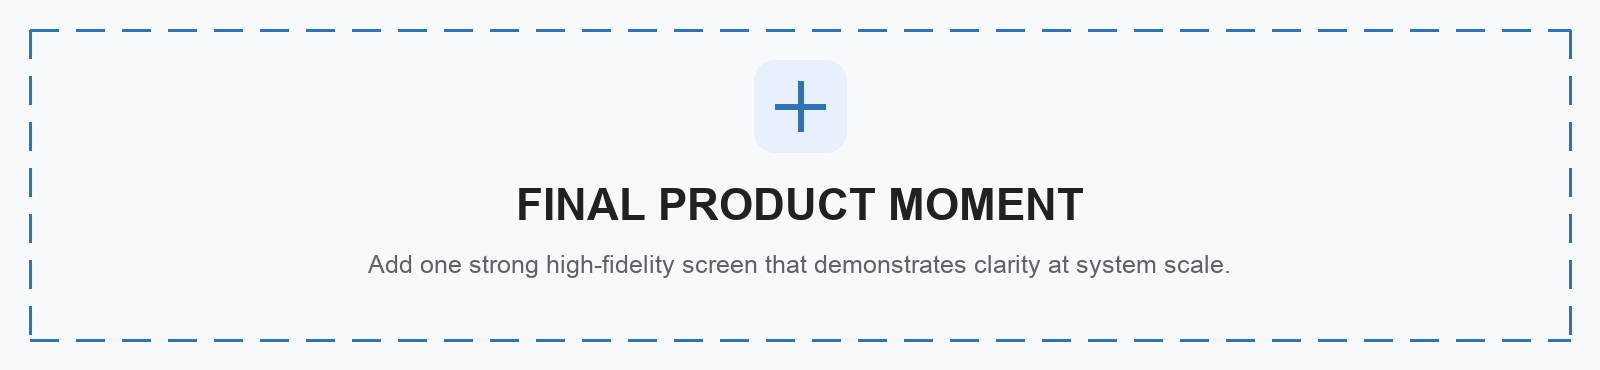 FINAL PRODUCT MOMENT
Add one strong high-fidelity screen that demonstrates clarity at system scale.